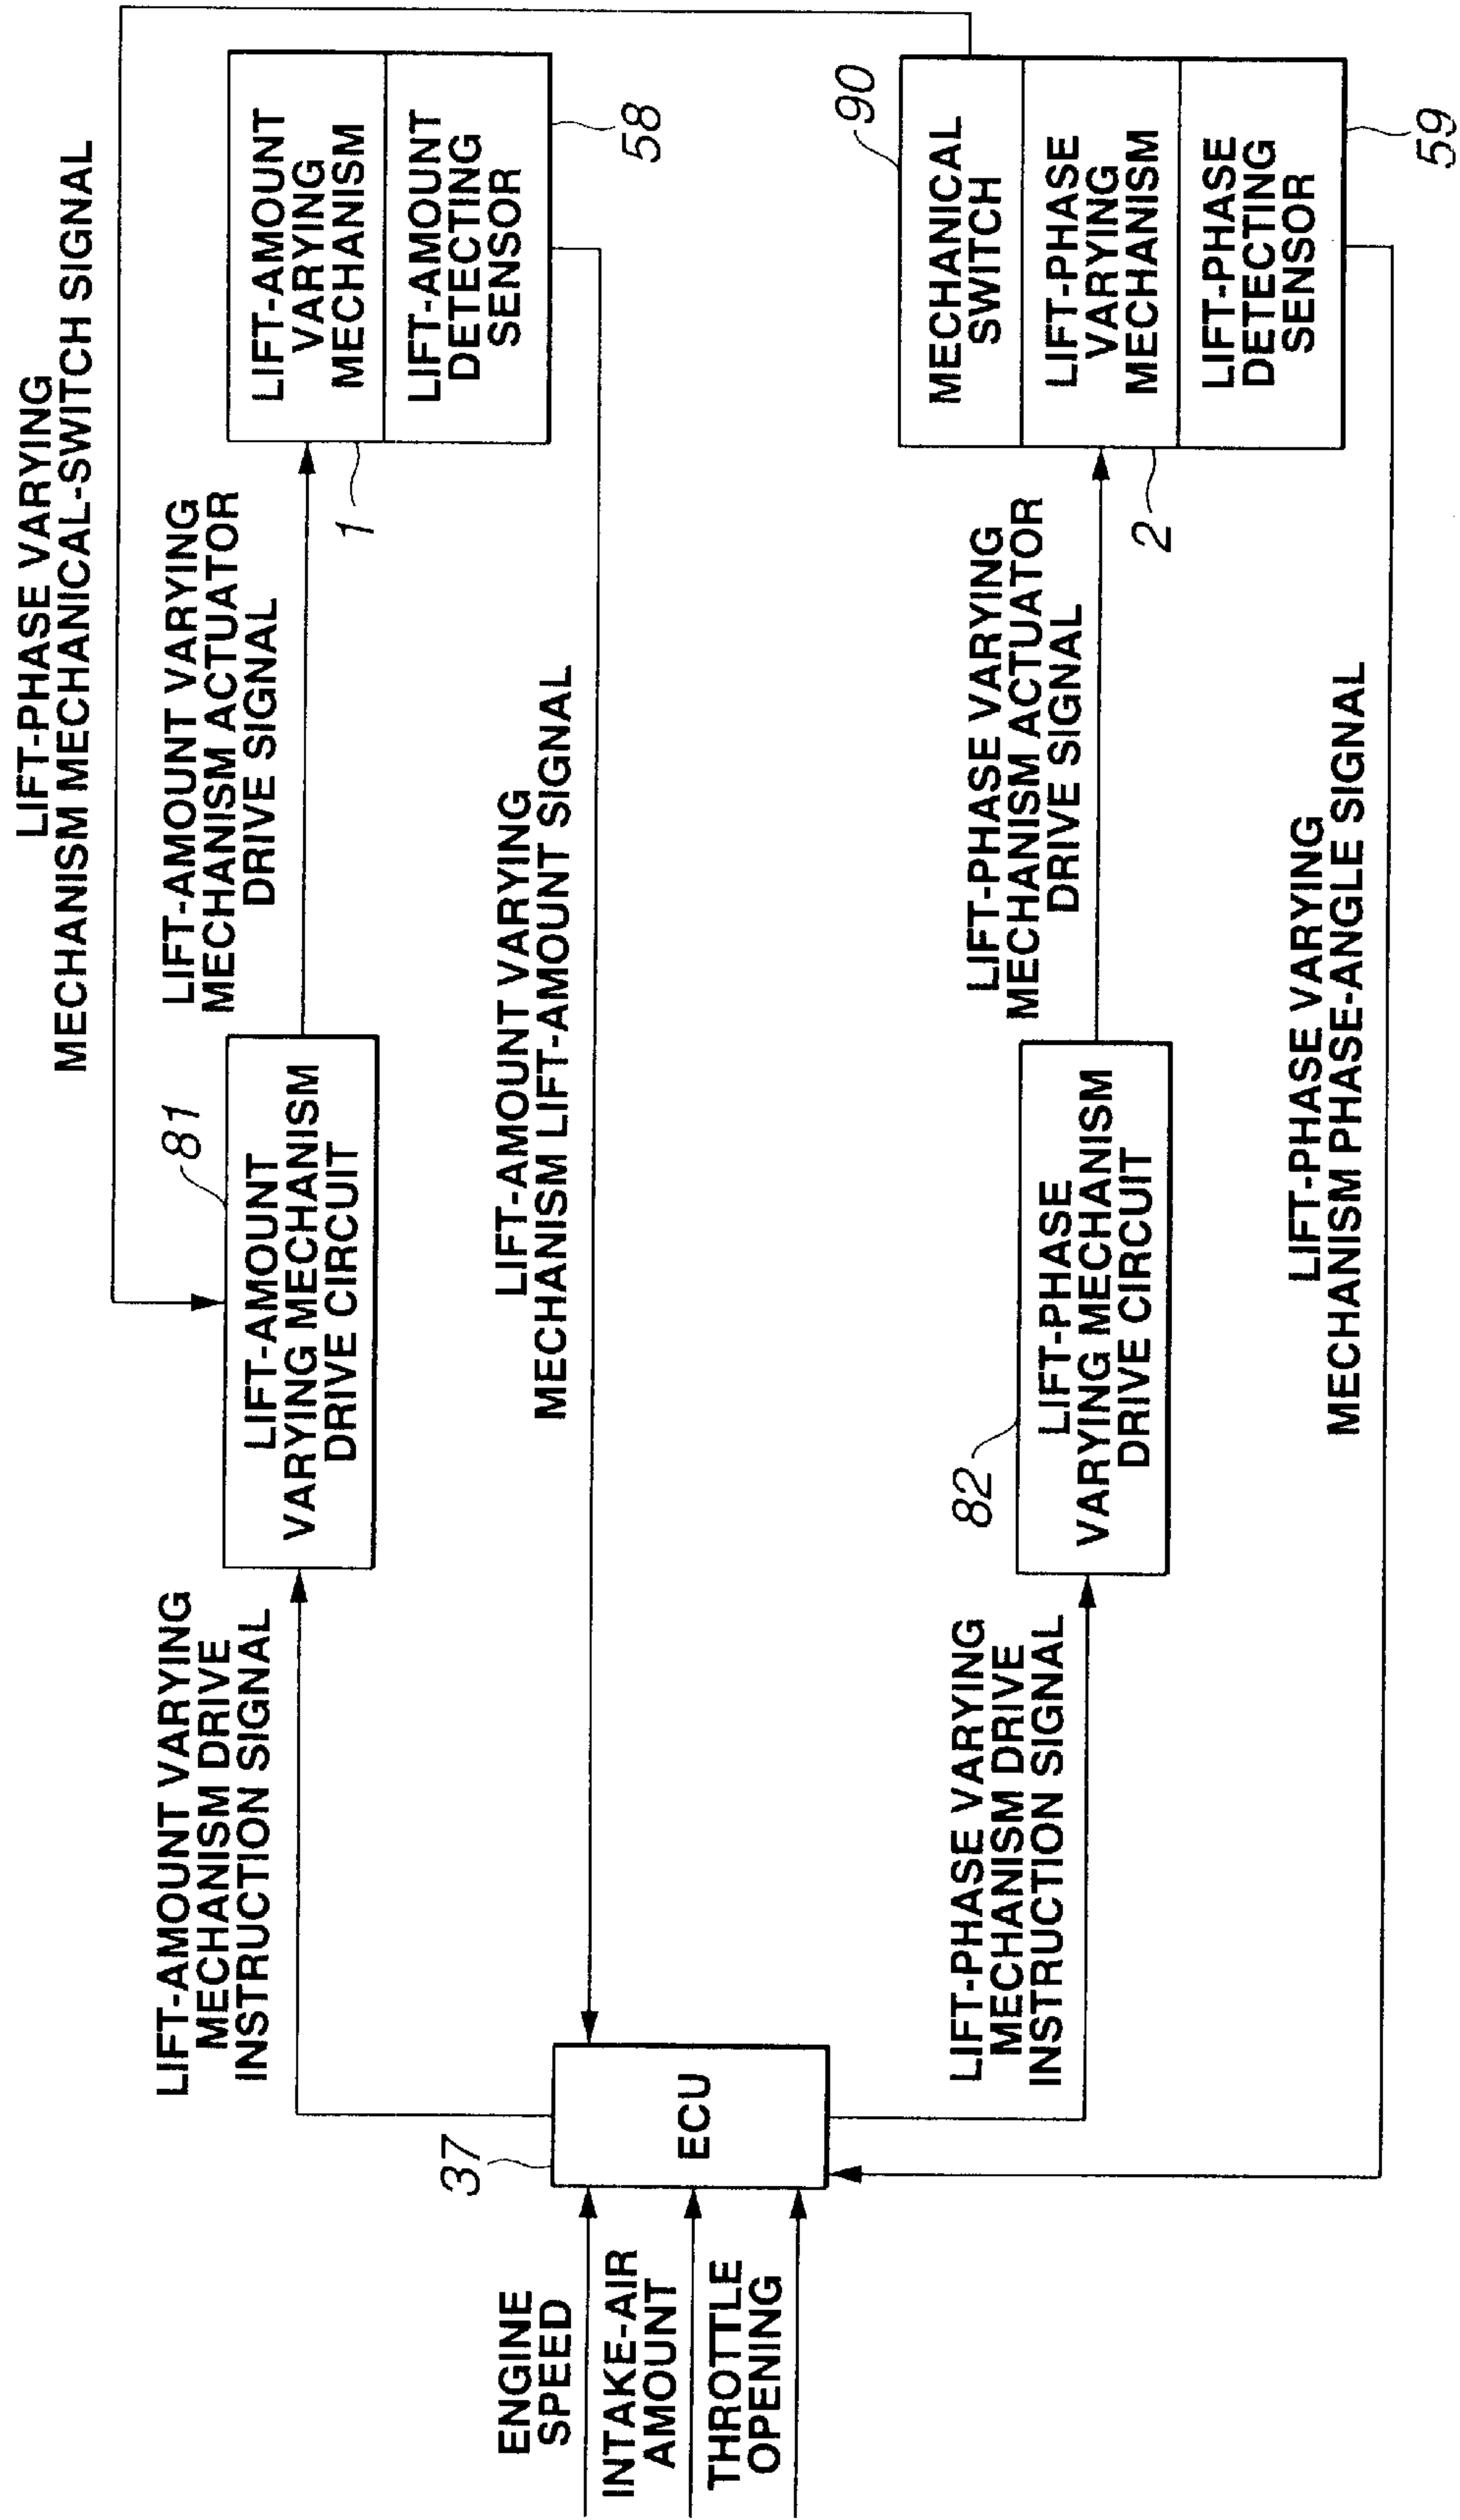 LIFT-PHASE VARYING
MECHANISM MECHANICAL-SWITCH SIGNAL
LIFT-AMOUNT VARYING
MECHANISM DRIVE
INSTRUCTION SIGNAL
81
LIFT-AMOUNT
VARYING MECHANISM
DRIVE CIRCUIT
LIFT-AMOUNT VARYING
MECHANISM ACTUATOR
DRIVE SIGNAL
1
LIFT-AMOUNT
VARYING
MECHANISM
LIFT-AMOUNT
DETECTING
SENSOR
58
LIFT-AMOUNT VARYING
MECHANISM LIFT-AMOUNT SIGNAL
37
ECU
ENGINE
SPEED
INTAKE-AIR
AMOUNT
THROTTLE
OPENING
LIFT-PHASE VARYING
MECHANISM DRIVE
INSTRUCTION SIGNAL
82
LIFT-PHASE
VARYING MECHANISM
DRIVE CIRCUIT
LIFT-PHASE VARYING
MECHANISM ACTUATOR
DRIVE SIGNAL
90
MECHANICAL
SWITCH
2
LIFT-PHASE
VARYING
MECHANISM
LIFT-PHASE
DETECTING
SENSOR
59
LIFT-PHASE VARYING
MECHANISM PHASE-ANGLE SIGNAL